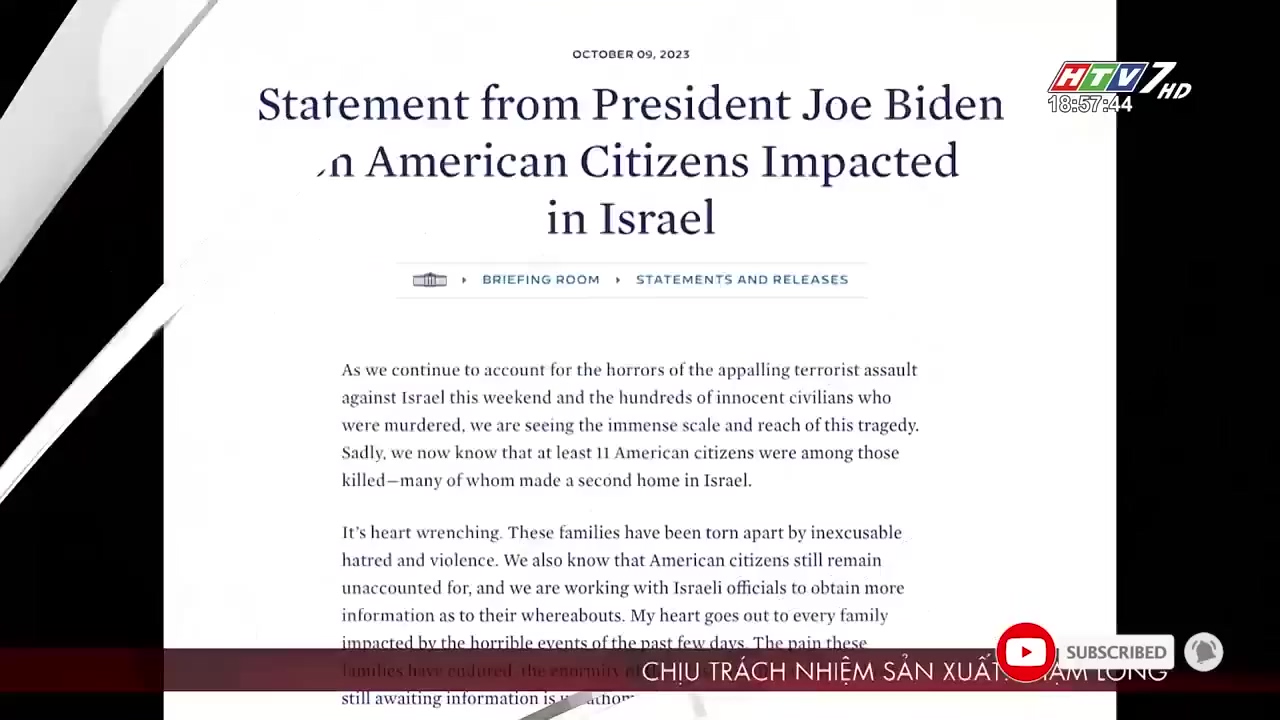 OCTOBER 09, 2023
HTV7 HD
18:57:44
Statement from President Joe Biden
American Citizens Impacted
in Israel
BRIEFING ROOM STATEMENTS AND RELEASES
As we continue to account for the horrors of the appalling terrorist assault
against Israel this weekend and the hundreds of innocent civilians who
were murdered, we are seeing the immense scale and reach of this tragedy.
Sadly, we now know that at least 11 American citizens were among those
killed—many of whom made a second home in Israel.
It’s heart wrenching. These families have been torn apart by inexcusable
hatred and violence. We also know that American citizens still remain
unaccounted for, and we are working with Israeli officials to obtain more
information as to their whereabouts. My heart goes out to every family
impacted by the horrible events of the past few days. The pain these
families have endured, the enormity of
CHỊU TRÁCH NHIỆM SẢN XUẤT: LONG
SUBSCRIBED
still awaiting information is